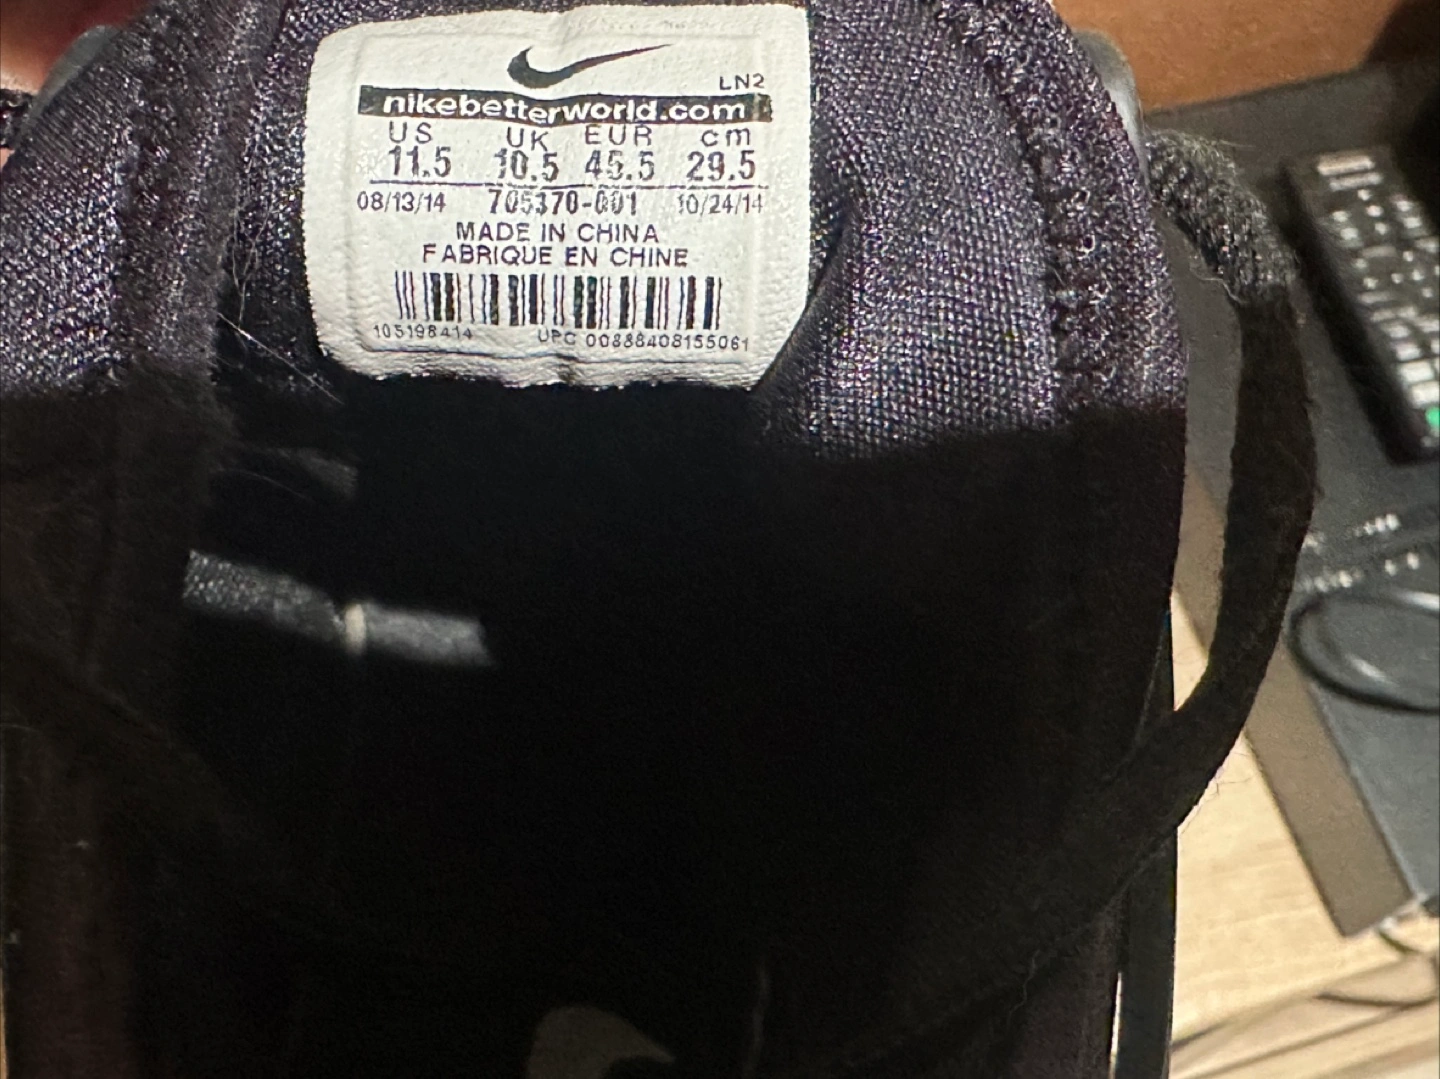 LN2
nikebetterworld.com
US UK EUR cm
11.5 10.5 45.5 29.5
08/13/14 705370-001 10/24/14
MADE IN CHINA
FABRIQUE EN CHINE
105198414 UPC 00888408155061